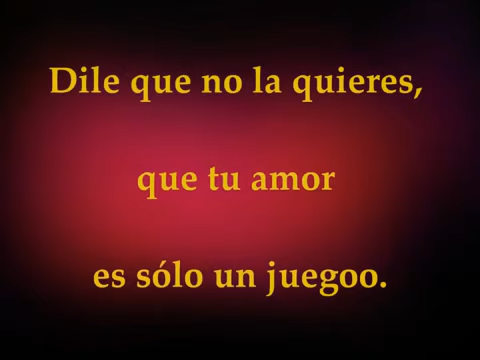 Dile que no la quieres,
que tu amor
es sólo un juegoo.